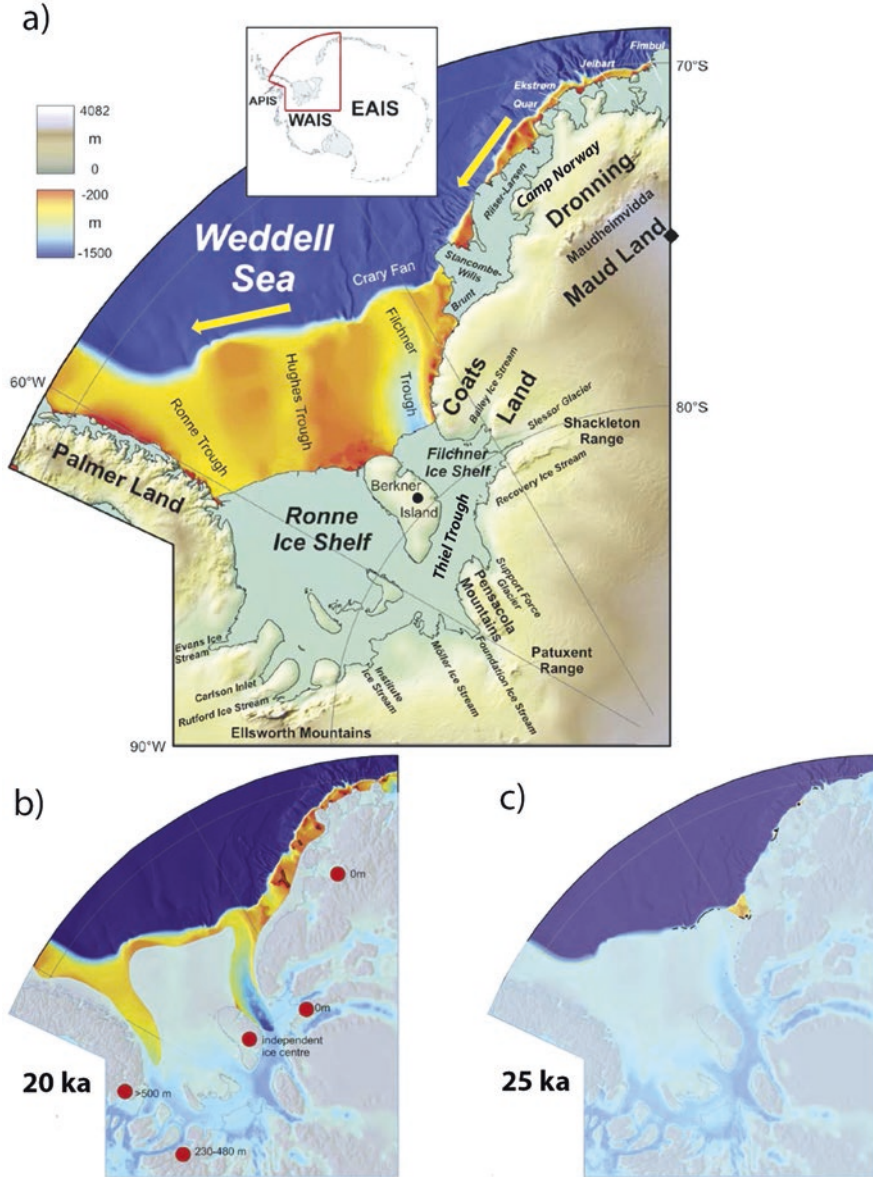 a)
APIS
WAIS
EAIS
4082
m
0
-200
m
-1500
Fimbul
Jelbart
Ekstrøm
Quar
70°S
Riiser-Larsen
Camp Norway
Dronning
Maudheimvidda
Maud Land
Weddell
Sea
Crary Fan
Stancombe-
Wills
Brunt
Filchner
Trough
Hughes Trough
Ronne Trough
60°W
Coats
Land
Bailey Ice Stream
Slessor Glacier
80°S
Shackleton
Range
Recovery Ice Stream
Filchner
Ice Shelf
Palmer Land
Berkner
Island
Ronne
Ice Shelf
Thiel Trough
Support Force
Glacier
Pensacola
Mountains
Patuxent
Range
Evans Ice
Stream
Carlson Inlet
Rutford Ice Stream
Institute
Ice Stream
Möller Ice Stream
Foundation Ice Stream
Ellsworth Mountains
90°W
b)
0m
0m
independent
ice centre
20 ka
>500 m
230-480 m
c)
25 ka